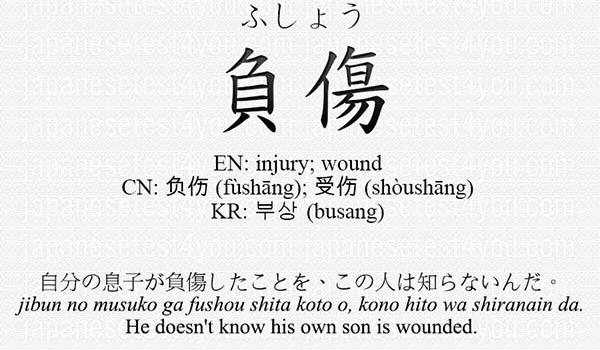 ふしょう
負傷
EN: injury; wound
CN: 负伤 (fùshāng); 受伤 (shòushāng)
KR: 부상 (busang)
自分の息子が負傷したことを、この人は知らないんだ。
jibun no musuko ga fushou shita koto o, kono hito wa shiranain da.
He doesn't know his own son is wounded.